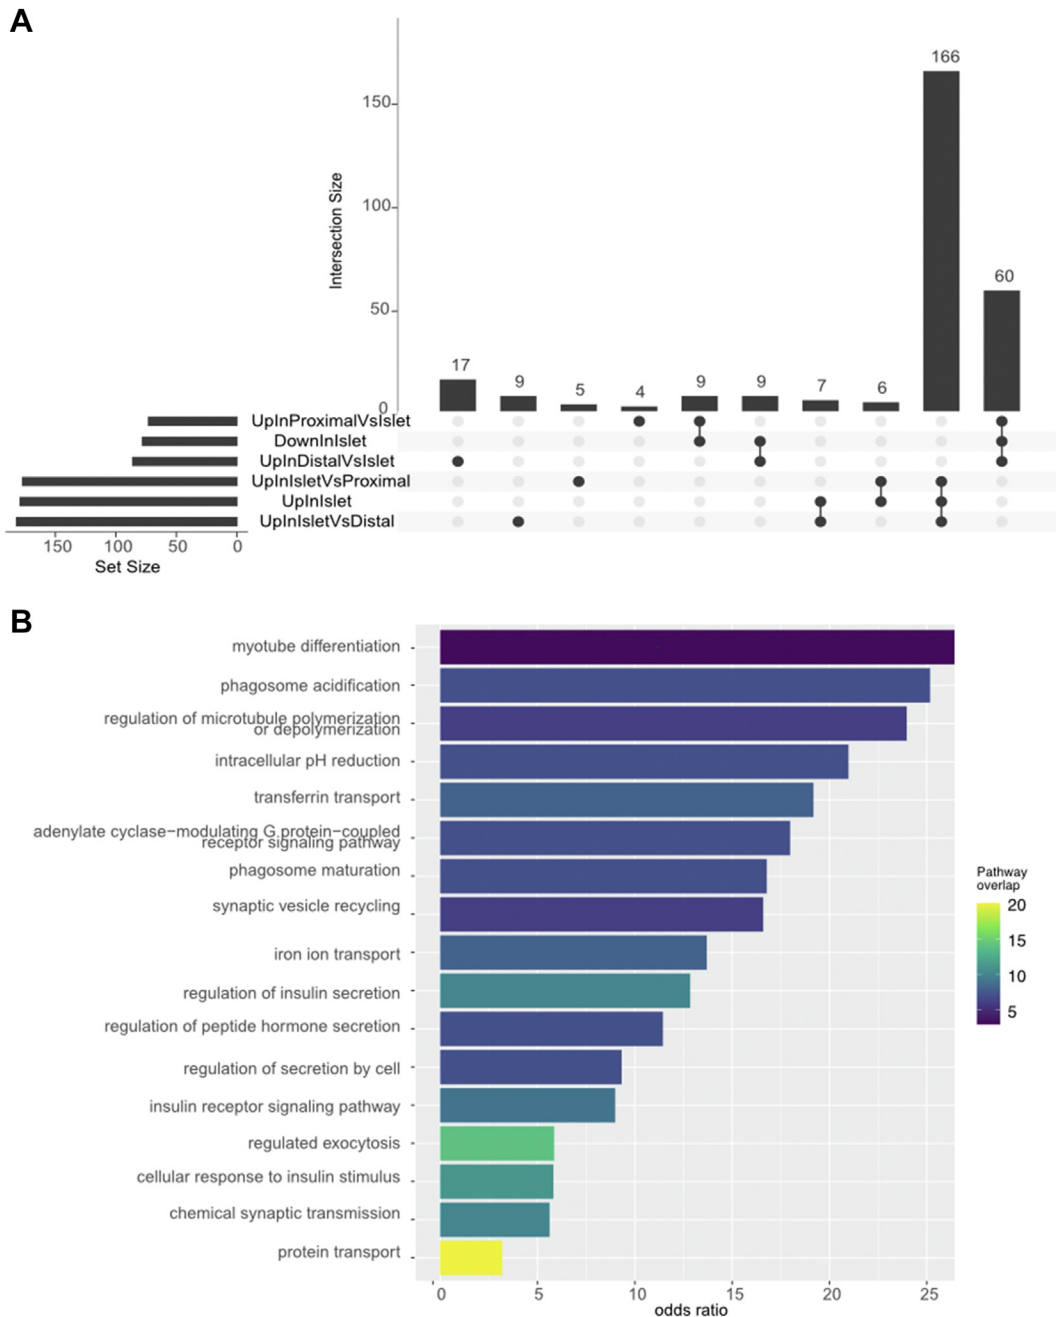 A
166
150
100
50
0
Intersection Size
60
17
9
5
4
9
9
7
6
UpInProximalVsIslet
DownInIslet
UpInDistalVsIslet
UpInIsletVsProximal
UpInIslet
UpInIsletVsDistal
150 100 50 0
Set Size
B
myotube differentiation
phagosome acidification
regulation of microtubule polymerization
or depolymerization
intracellular pH reduction
transferrin transport
adenylate cyclase−modulating G protein−coupled
receptor signaling pathway
phagosome maturation
synaptic vesicle recycling
iron ion transport
regulation of insulin secretion
regulation of peptide hormone secretion
regulation of secretion by cell
insulin receptor signaling pathway
regulated exocytosis
cellular response to insulin stimulus
chemical synaptic transmission
protein transport
0 5 10 15 20 25
odds ratio
Pathway
overlap
20
15
10
5